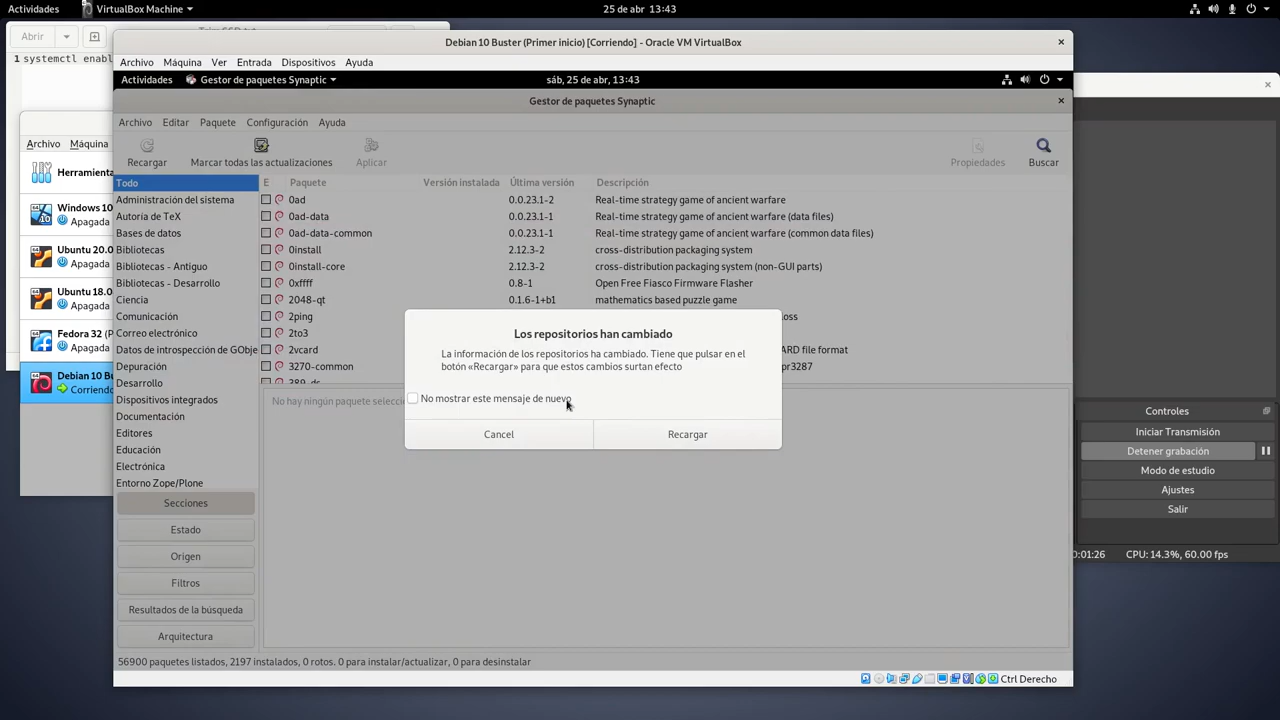 Actividades
VirtualBox Machine
25 de abr 13:43
Abrir
1 systemctl enabl
Debian 10 Buster (Primer inicio) [Corriendo] - Oracle VM VirtualBox
Archivo Máquina Ver Entrada Dispositivos Ayuda
Actividades
Gestor de paquetes Synaptic
sáb, 25 de abr, 13:43
Gestor de paquetes Synaptic
Archivo Editar Paquete Configuración Ayuda
Recargar
Marcar todas las actualizaciones
Aplicar
Propiedades
Buscar
Archivo Máquina
Herramienta
Windows 10
Apagada
Ubuntu 20.0
Apagada
Ubuntu 18.0
Apagada
Fedora 32 (P
Apagada
Debian 10 Bu
Corriendo
Todo
Administración del sistema
Autoría de TeX
Bases de datos
Bibliotecas
Bibliotecas - Antiguo
Bibliotecas - Desarrollo
Ciencia
Comunicación
Correo electrónico
Datos de introspección de GObje
Depuración
Desarrollo
Dispositivos integrados
Documentación
Editores
Educación
Electrónica
Entorno Zope/Plone
Secciones
Estado
Origen
Filtros
Resultados de la búsqueda
Arquitectura
E Paquete Versión instalada Última versión Descripción
0ad 0.0.23.1-2 Real-time strategy game of ancient warfare
0ad-data 0.0.23.1-1 Real-time strategy game of ancient warfare (data files)
0ad-data-common 0.0.23.1-1 Real-time strategy game of ancient warfare (common data files)
0install 2.12.3-2 cross-distribution packaging system
0install-core 2.12.3-2 cross-distribution packaging system (non-GUI parts)
0xffff 0.8-1 Open Free Fiasco Firmware Flasher
2048-qt 0.1.6-1+b1 mathematics based puzzle game
2ping oss
2to3
2vcard ARD file format
3270-common pr3287
389-ds
No hay ningún paquete selecci
Los repositorios han cambiado
La información de los repositorios ha cambiado. Tiene que pulsar en el
botón «Recargar» para que estos cambios surtan efecto
No mostrar este mensaje de nuevo
Cancel
Recargar
56900 paquetes listados, 2197 instalados, 0 rotos. 0 para instalar/actualizar, 0 para desinstalar
Ctrl Derecho
Controles
Iniciar Transmisión
Detener grabación
Modo de estudio
Ajustes
Salir
0:01:26 CPU: 14.3%, 60.00 fps